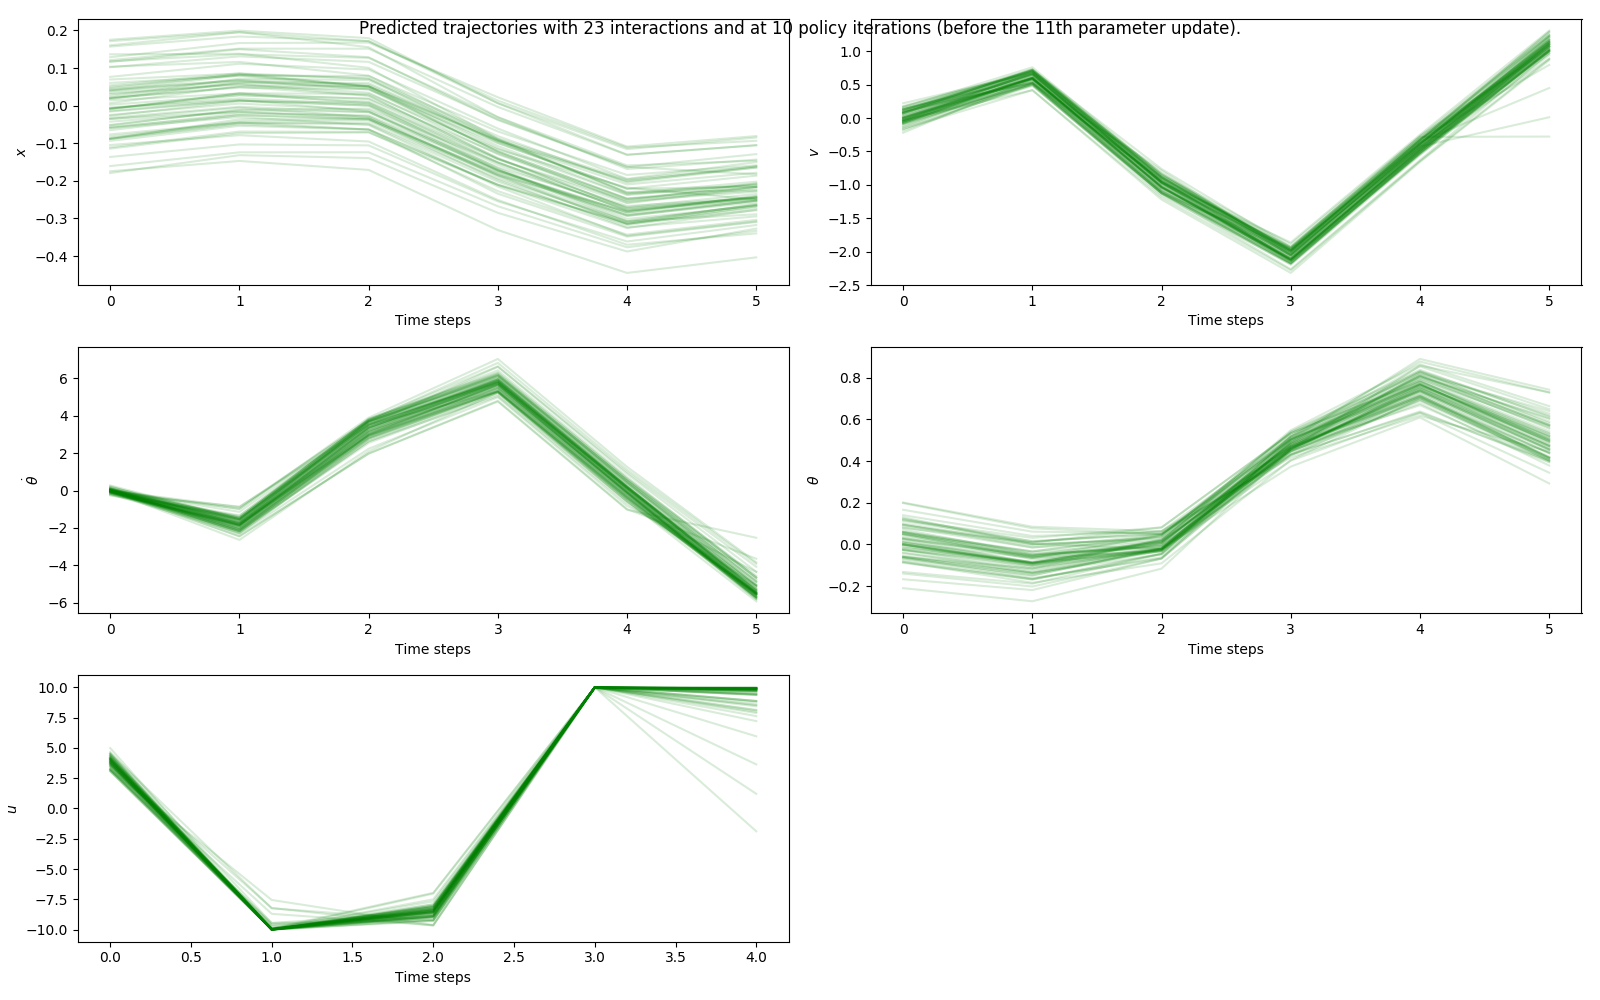 Predicted trajectories with 23 interactions and at 10 policy iterations (before the 11th parameter update).
0.2
0.1
0.0
−0.1
−0.2
−0.3
−0.4
x
0 1 2 3 4 5
Time steps
1.0
0.5
0.0
−0.5
−1.0
−1.5
−2.0
−2.5
v
0 1 2 3 4 5
Time steps
6
4
2
0
−2
−4
−6
θ̇
0 1 2 3 4 5
Time steps
0.8
0.6
0.4
0.2
0.0
−0.2
θ
0 1 2 3 4 5
Time steps
10.0
7.5
5.0
2.5
0.0
−2.5
−5.0
−7.5
−10.0
u
0.0 0.5 1.0 1.5 2.0 2.5 3.0 3.5 4.0
Time steps